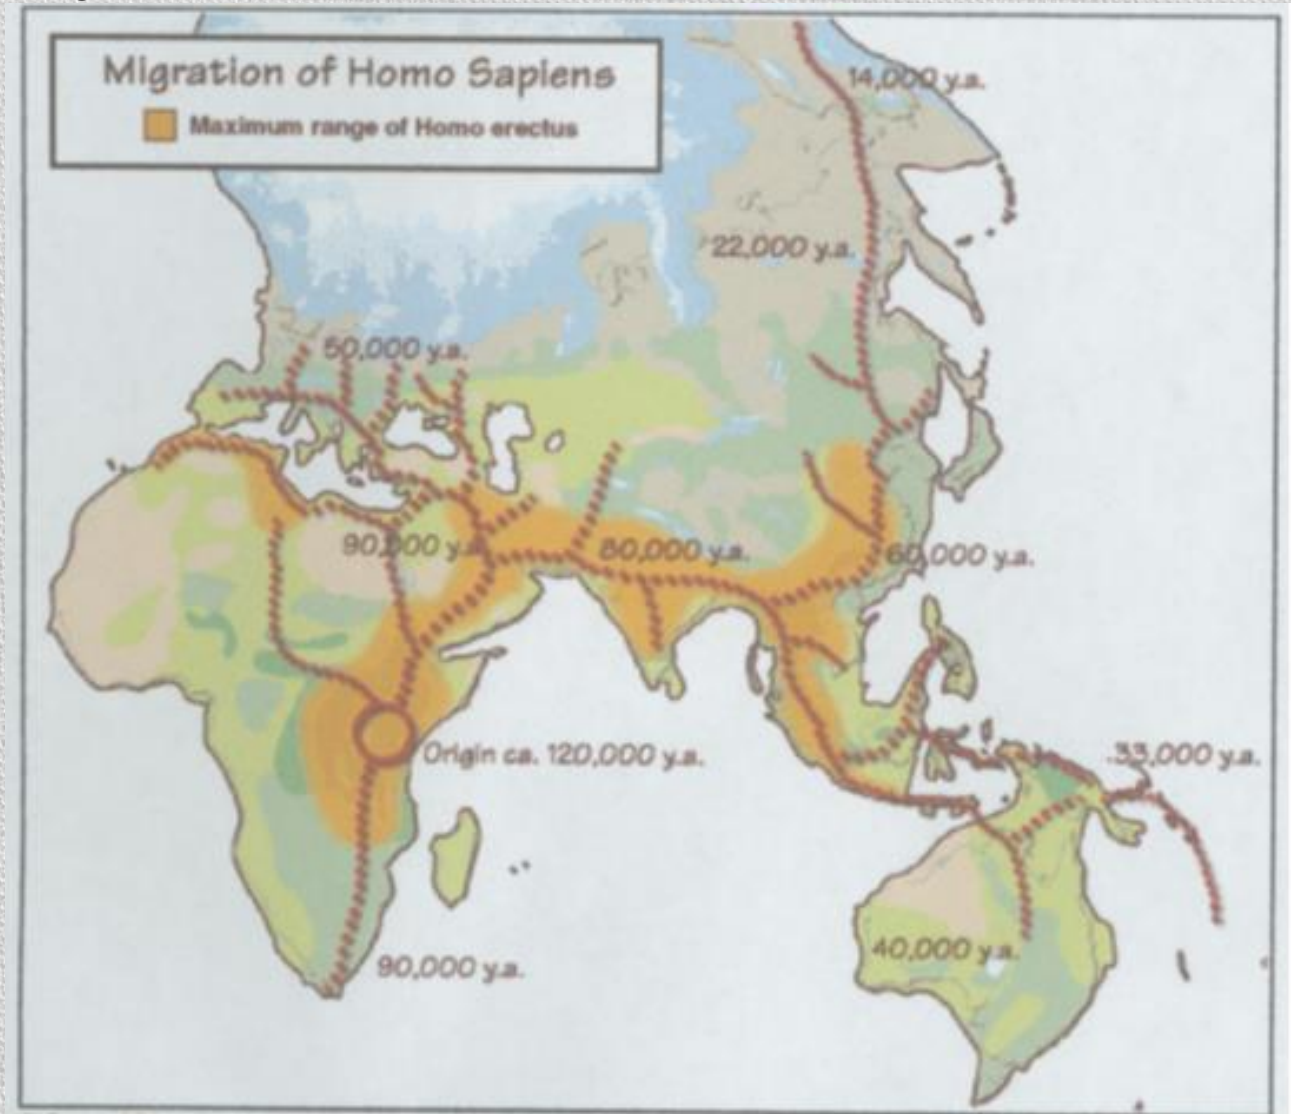 Migration of Homo Sapiens
Maximum range of Homo erectus
14,000 y.a.
22,000 y.a.
50,000 y.a.
90,000 y.a.
80,000 y.a.
60,000 y.a.
Origin ca. 120,000 y.a.
33,000 y.a.
40,000 y.a.
90,000 y.a.